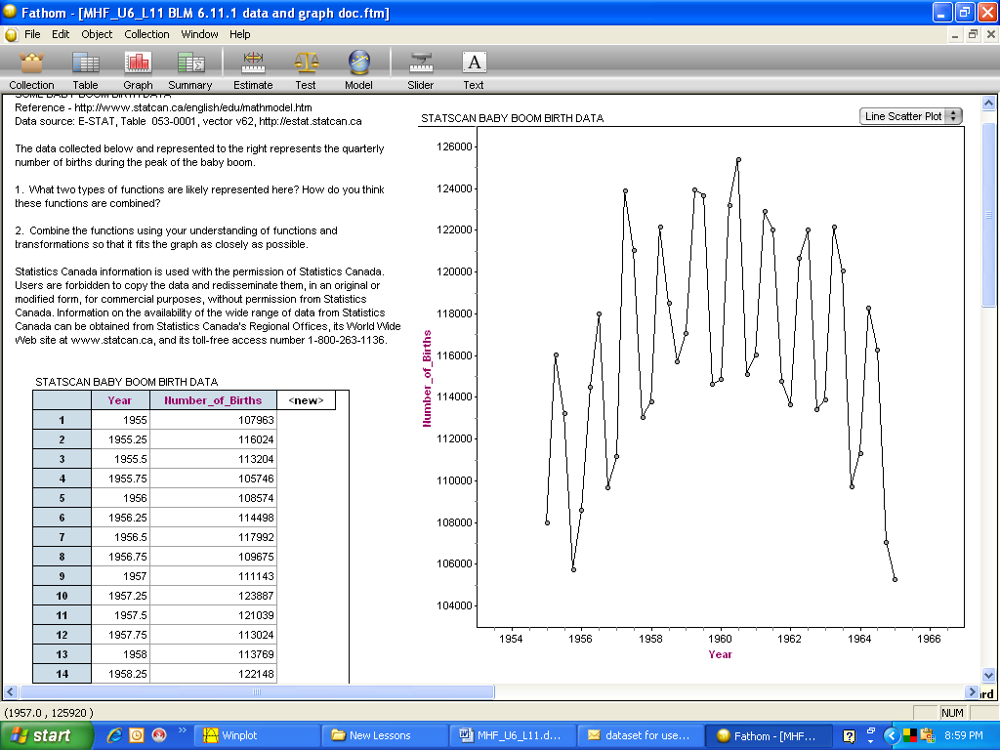 Fathom - [MHF_U6_L11 BLM 6.11.1 data and graph doc.ftm]
File Edit Object Collection Window Help
Collection Table Graph Summary Estimate Test Model Slider Text
SOME BABY BOOM BIRTH DATA
Reference - http://www.statcan.ca/english/edu/mathmodel.htm
Data source: E-STAT, Table 053-0001, vector v62, http://estat.statcan.ca
The data collected below and represented to the right represents the quarterly
number of births during the peak of the baby boom.
1. What two types of functions are likely represented here? How do you think
these functions are combined?
2. Combine the functions using your understanding of functions and
transformations so that it fits the graph as closely as possible.
Statistics Canada information is used with the permission of Statistics Canada.
Users are forbidden to copy the data and redisseminate them, in an original or
modified form, for commercial purposes, without permission from Statistics
Canada. Information on the availability of the wide range of data from Statistics
Canada can be obtained from Statistics Canada's Regional Offices, its World Wide
Web site at www.statcan.ca, and its toll-free access number 1-800-263-1136.
STATSCAN BABY BOOM BIRTH DATA
Year Number_of_Births <new>
1 1955 107963
2 1955.25 116024
3 1955.5 113204
4 1955.75 105746
5 1956 108574
6 1956.25 114498
7 1956.5 117992
8 1956.75 109675
9 1957 111143
10 1957.25 123887
11 1957.5 121039
12 1957.75 113024
13 1958 113769
14 1958.25 122148
STATSCAN BABY BOOM BIRTH DATA
Line Scatter Plot
Number_of_Births
126000
124000
122000
120000
118000
116000
114000
112000
110000
108000
106000
104000
1954 1956 1958 1960 1962 1964 1966
Year
rd
(1957.0 , 125920 )
NUM
start
Winplot
New Lessons
MHF_U6_L11.d...
dataset for use...
Fathom - [MHF...
8:59 PM